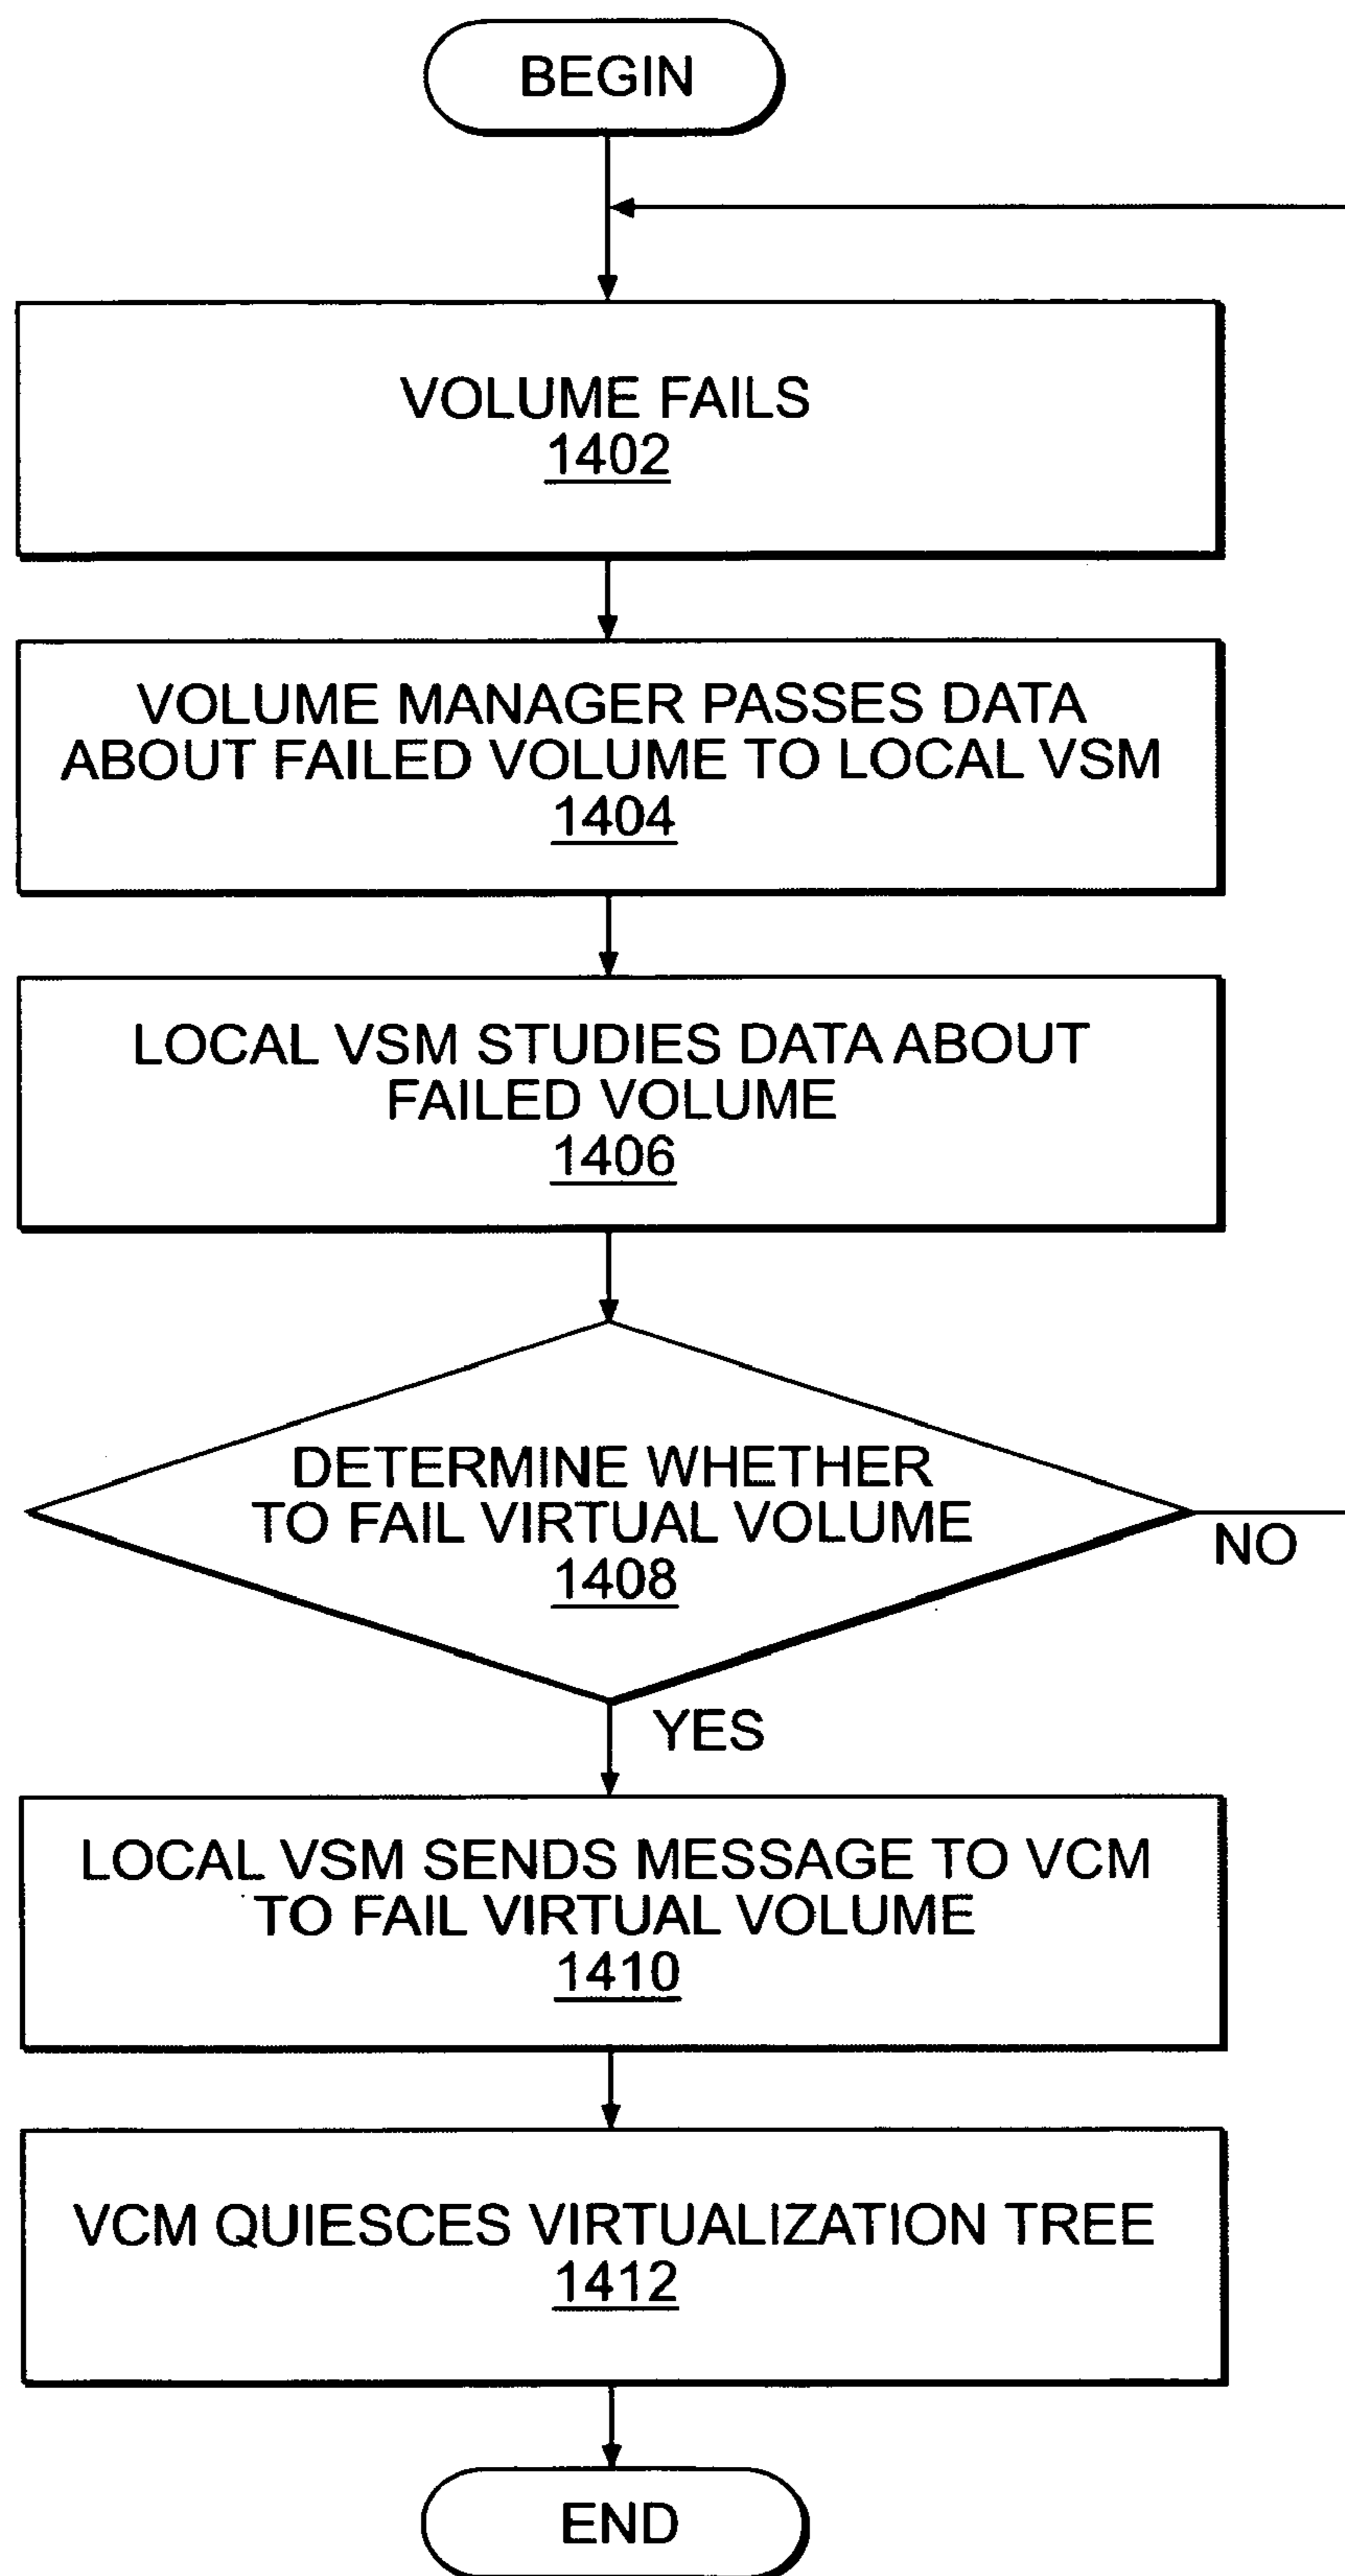 BEGIN
VOLUME FAILS
1402
VOLUME MANAGER PASSES DATA
ABOUT FAILED VOLUME TO LOCAL VSM
1404
LOCAL VSM STUDIES DATA ABOUT
FAILED VOLUME
1406
DETERMINE WHETHER
TO FAIL VIRTUAL VOLUME
1408
NO
YES
LOCAL VSM SENDS MESSAGE TO VCM
TO FAIL VIRTUAL VOLUME
1410
VCM QUIESCES VIRTUALIZATION TREE
1412
END